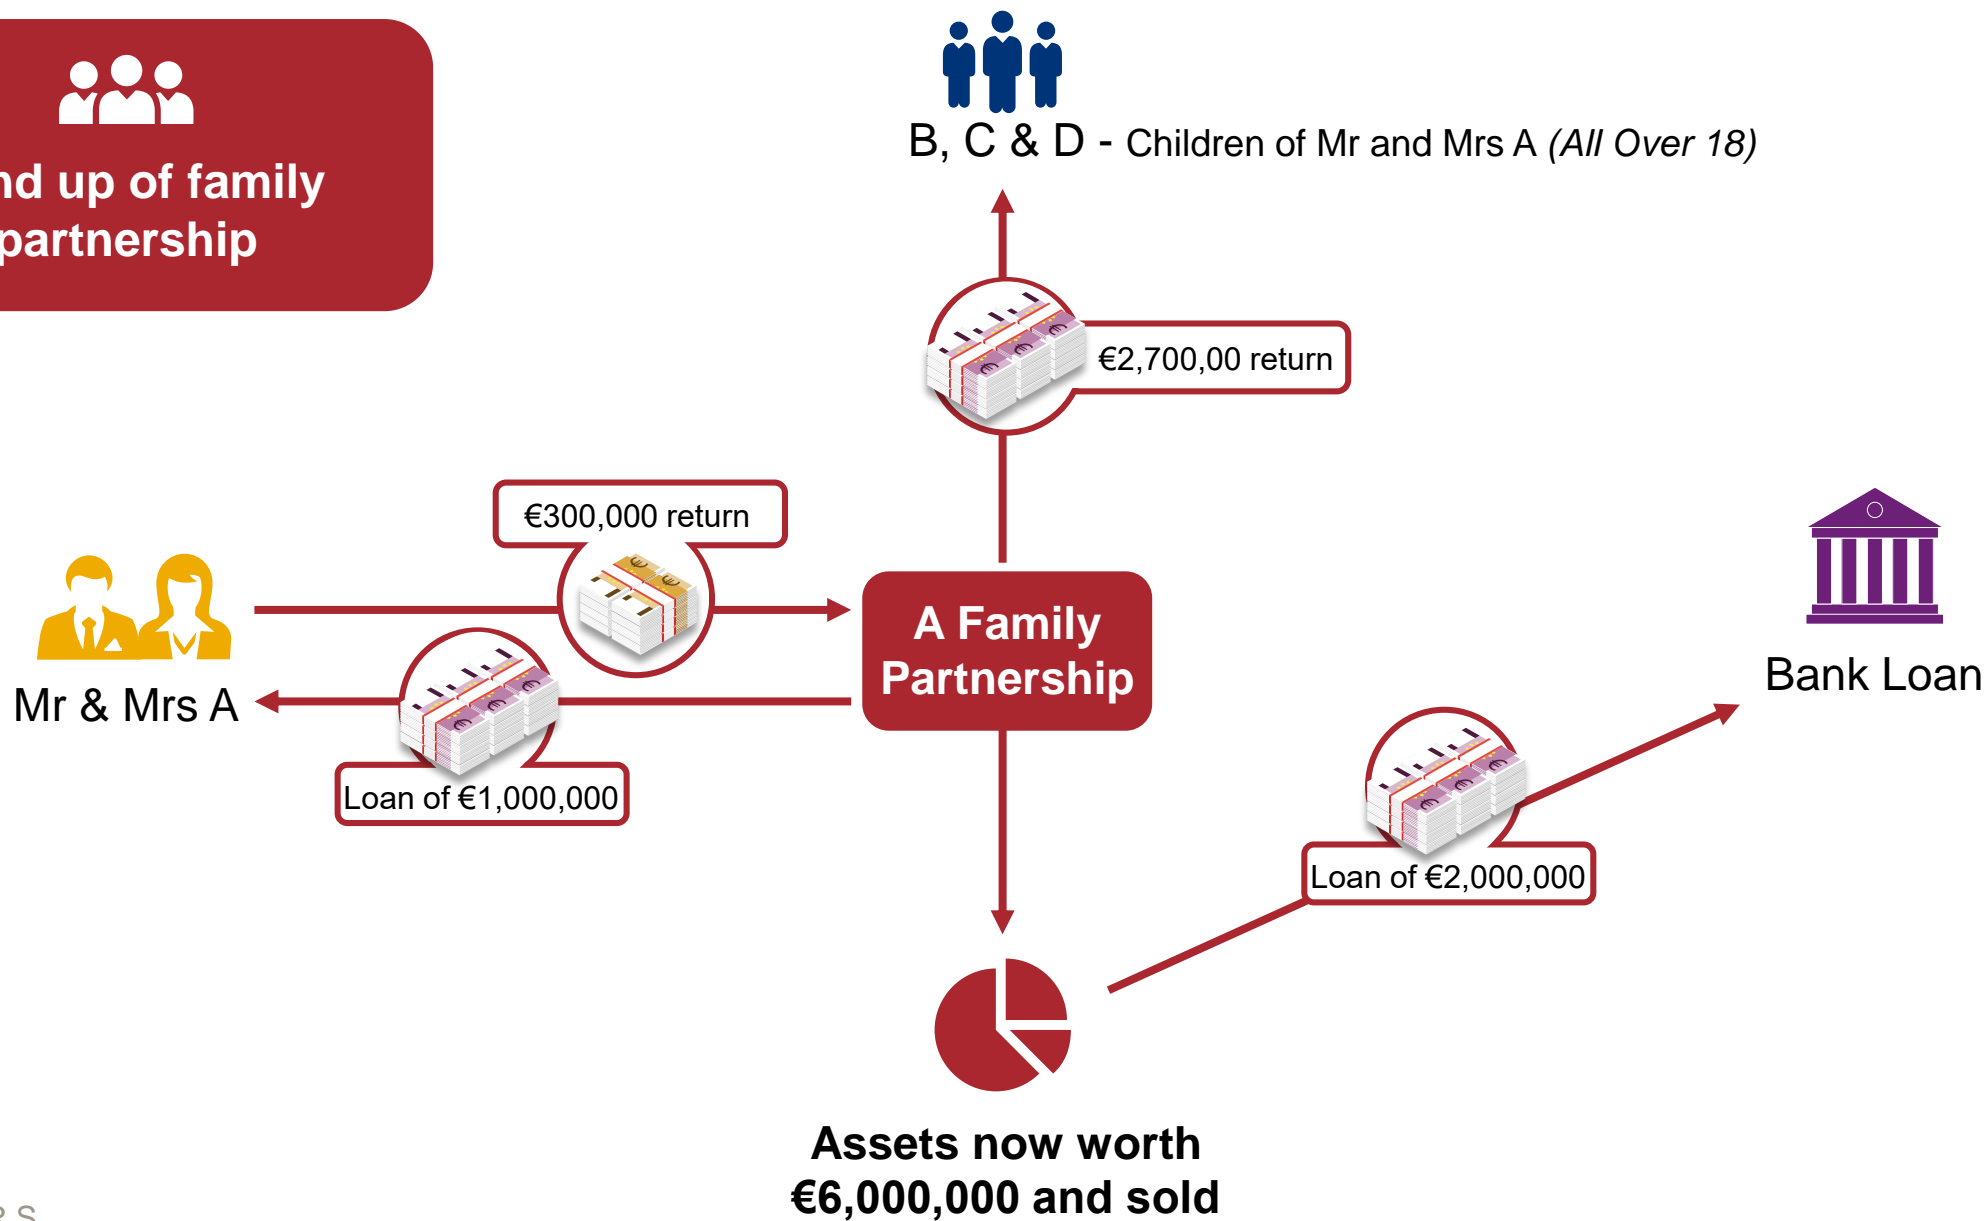 nd up of family
partnership
B, C & D - Children of Mr and Mrs A (All Over 18)
€2,700,00 return
€300,000 return
A Family
Partnership
Mr & Mrs A
Bank Loan
Loan of €1,000,000
Loan of €2,000,000
Assets now worth
€6,000,000 and sold
R S